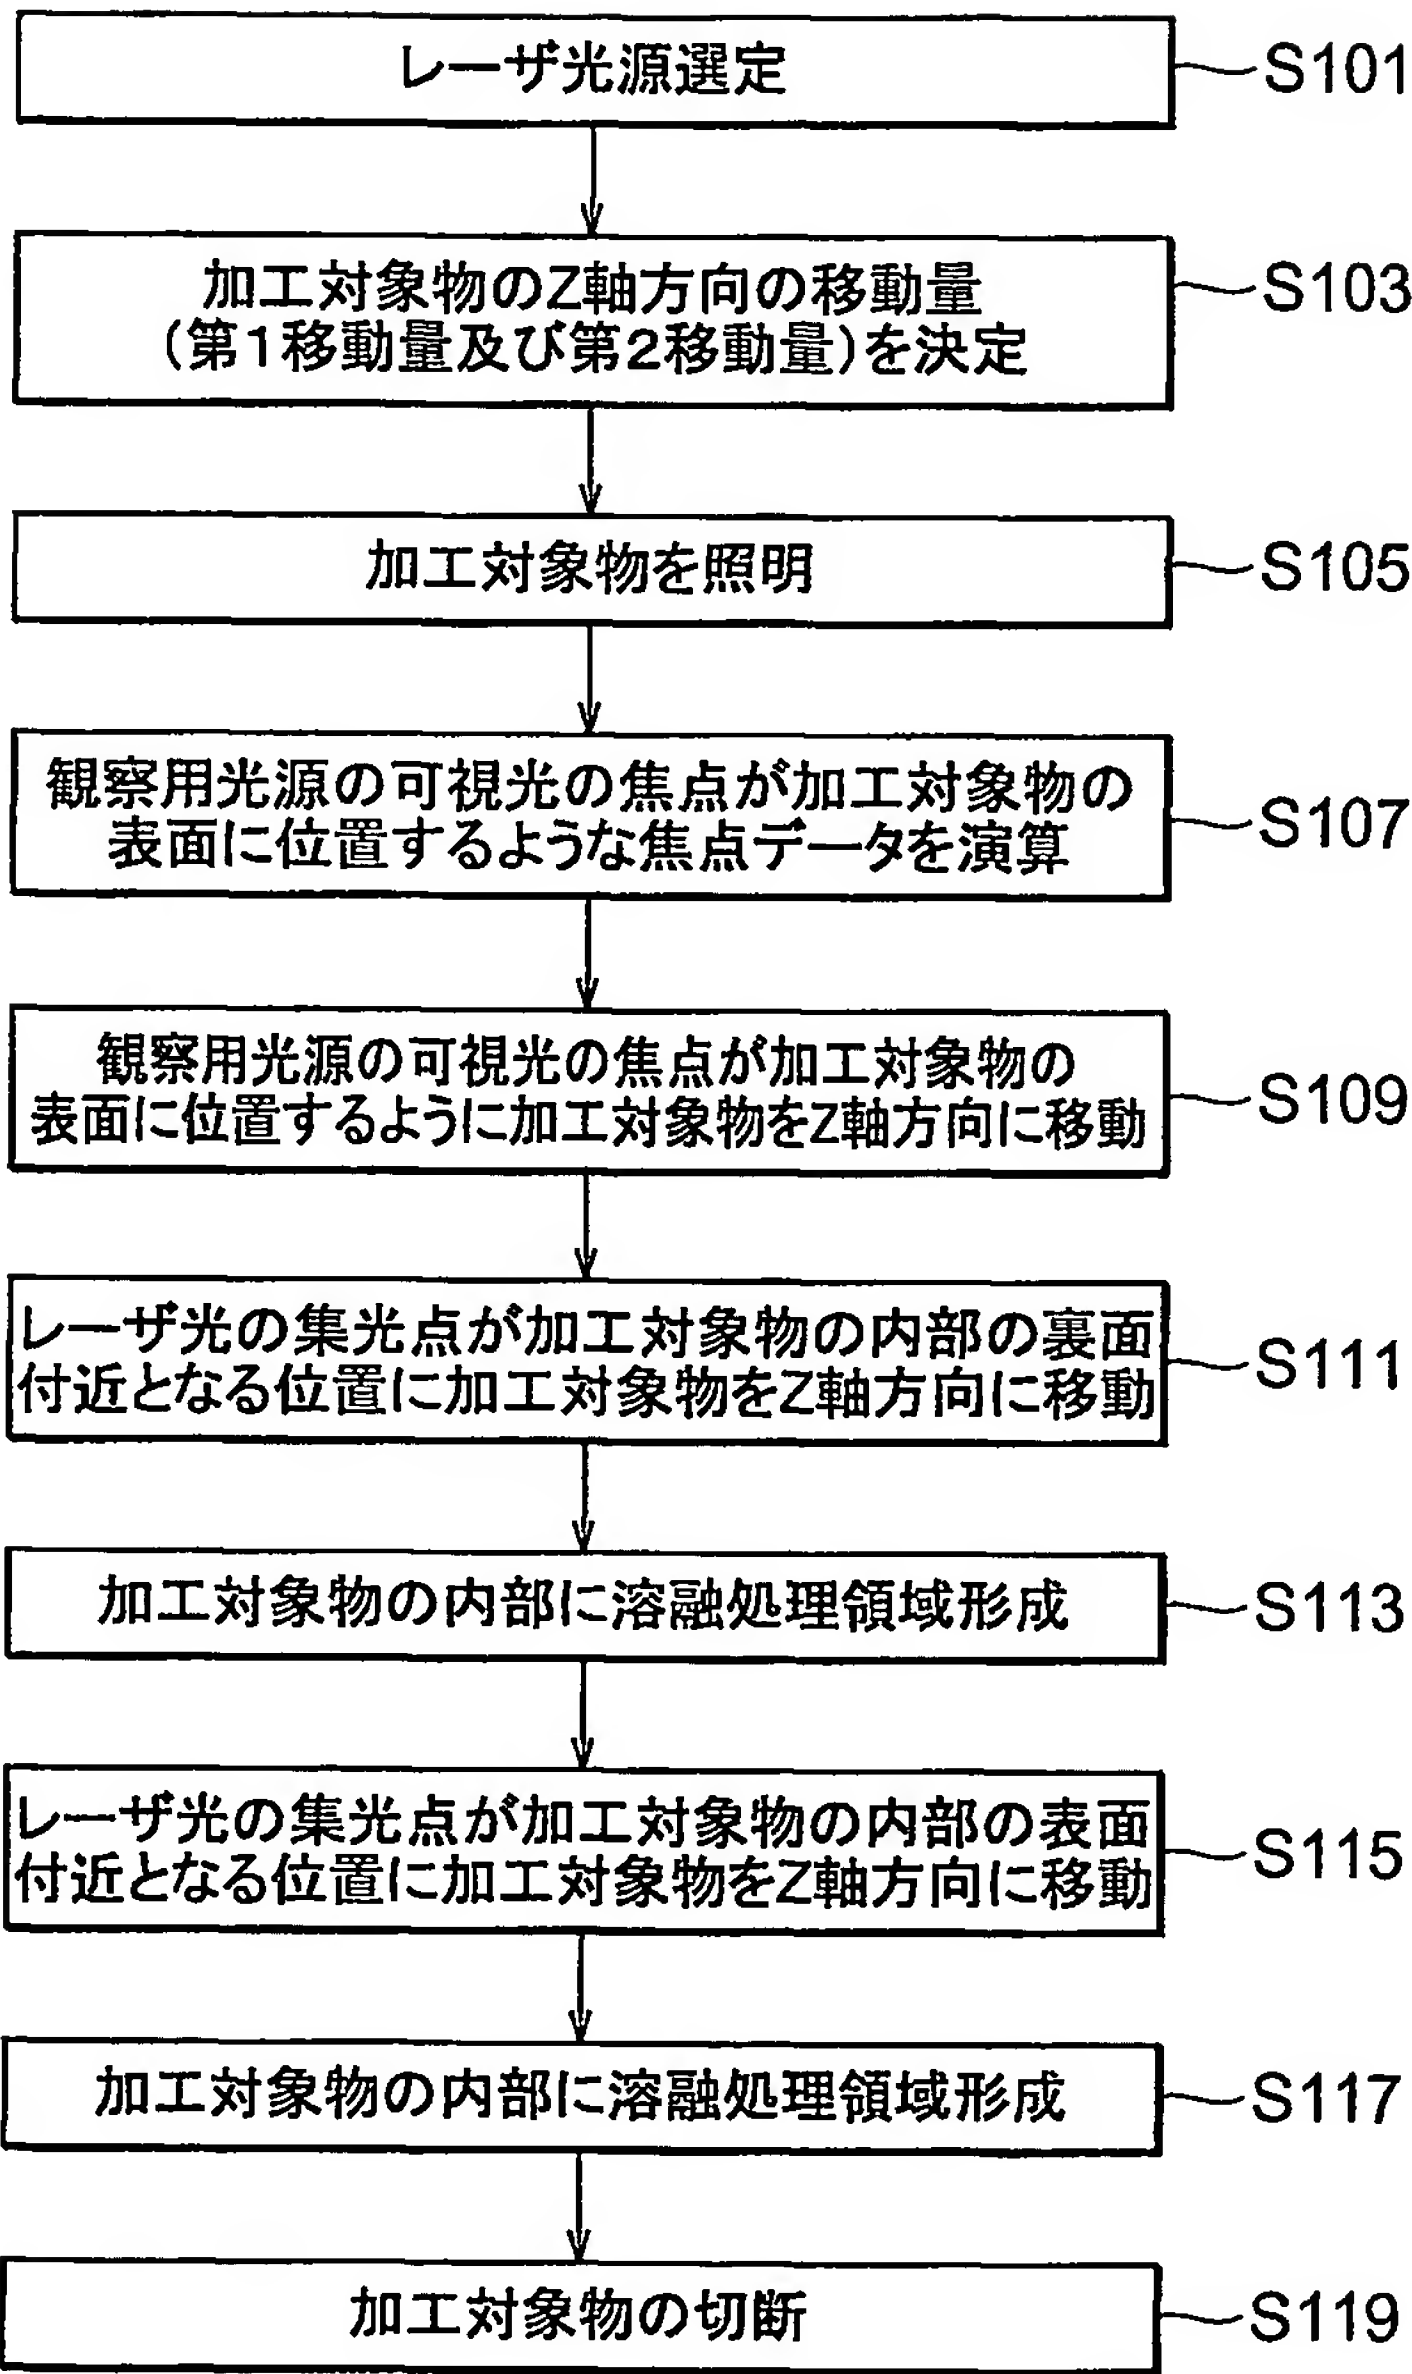 レーザ光源選定
S101
加工対象物のZ軸方向の移動量
(第1移動量及び第2移動量)を決定
S103
加工対象物を照明
S105
観察用光源の可視光の焦点が加工対象物の
表面に位置するような焦点データを演算
S107
観察用光源の可視光の焦点が加工対象物の
表面に位置するように加工対象物をZ軸方向に移動
S109
レーザ光の集光点が加工対象物の内部の裏面
付近となる位置に加工対象物をZ軸方向に移動
S111
加工対象物の内部に溶融処理領域形成
S113
レーザ光の集光点が加工対象物の内部の表面
付近となる位置に加工対象物をZ軸方向に移動
S115
加工対象物の内部に溶融処理領域形成
S117
加工対象物の切断
S119